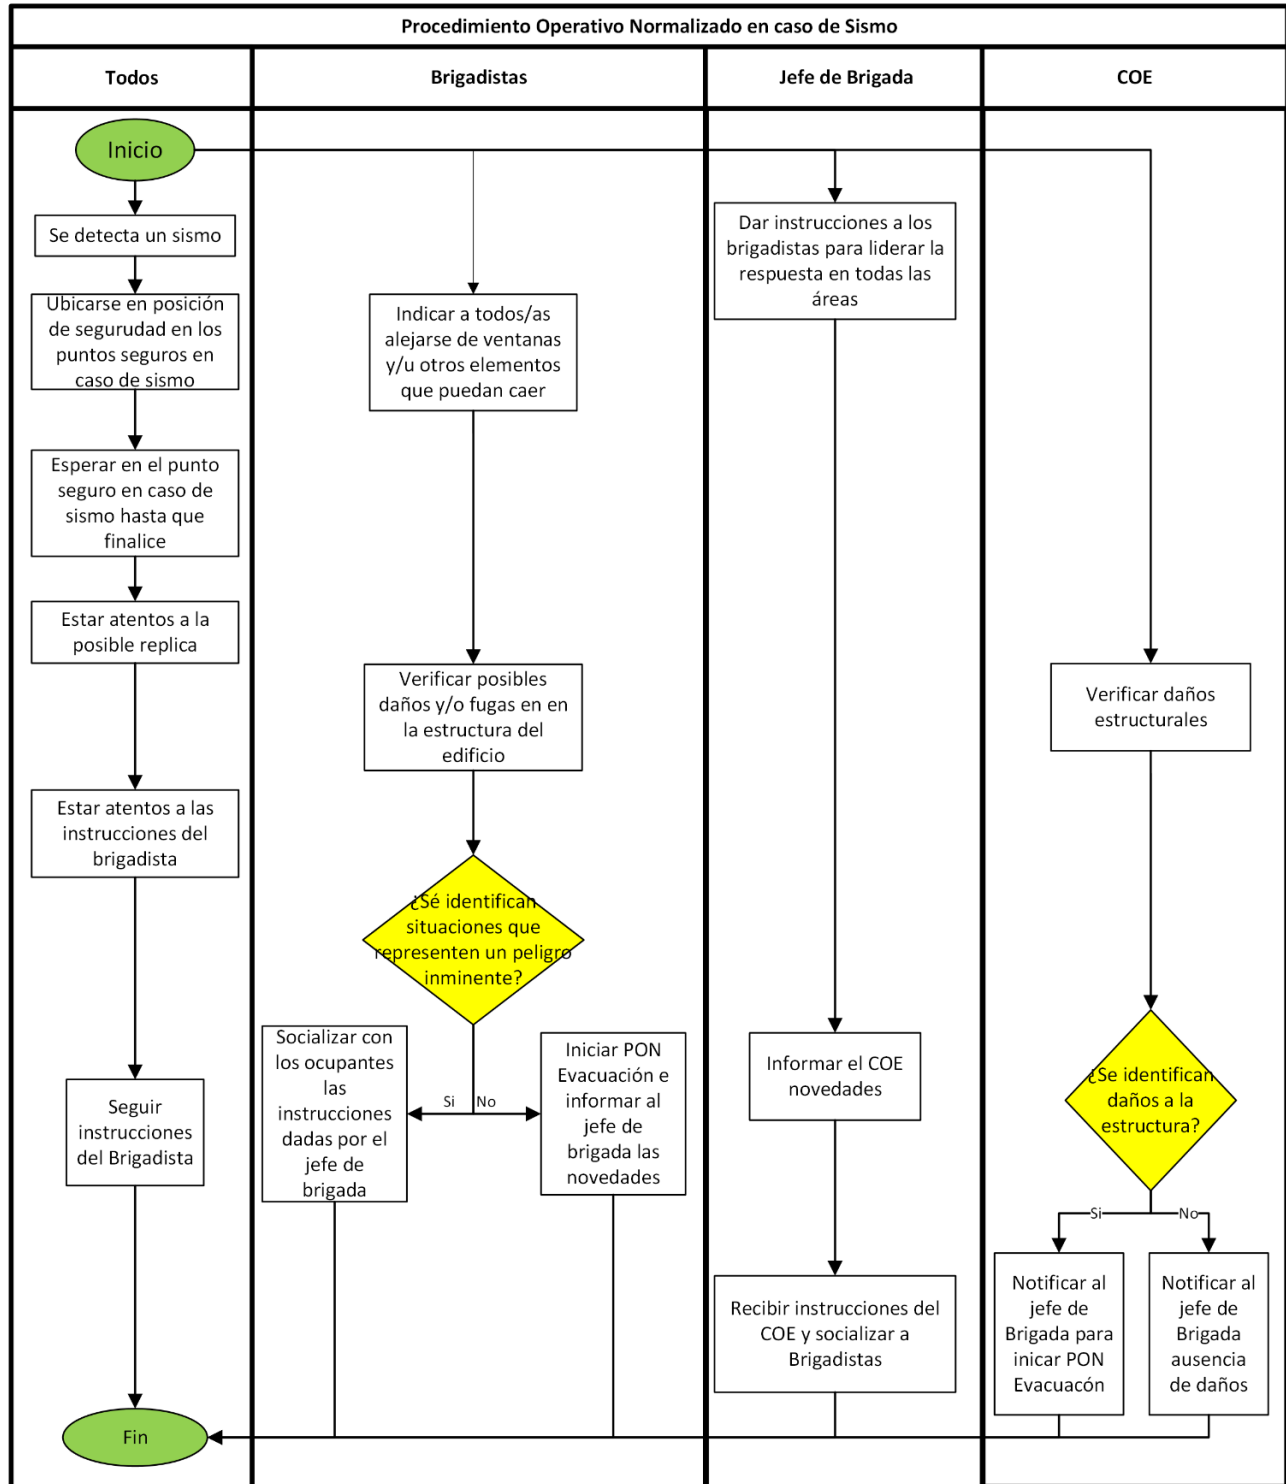 Procedimiento Operativo Normalizado en caso de Sismo
Todos
Brigadistas
Jefe de Brigada
COE
Inicio
Se detecta un sismo
Ubicarse en posición
de segurudad en los
puntos seguros en
caso de sismo
Esperar en el punto
seguro en caso de
sismo hasta que
finalice
Estar atentos a la
posible replica
Estar atentos a las
instrucciones del
brigadista
Seguir
instrucciones
del Brigadista
Fin
Indicar a todos/as
alejarse de ventanas
y/u otros elementos
que puedan caer
Verificar posibles
daños y/o fugas en en
la estructura del
edificio
¿Sé identifican
situaciones que
representen un peligro
inminente?
Si
No
Socializar con
los ocupantes
las
instrucciones
dadas por el
jefe de
brigada
Iniciar PON
Evacuación e
informar al
jefe de
brigada las
novedades
Dar instrucciones a los
brigadistas para liderar la
respuesta en todas las
áreas
Informar el COE
novedades
Recibir instrucciones del
COE y socializar a
Brigadistas
Verificar daños
estructurales
¿Se identifican
daños a la
estructura?
Si
No
Notificar al
jefe de
Brigada para
inicar PON
Evacuacón
Notificar al
jefe de
Brigada
ausencia
de daños